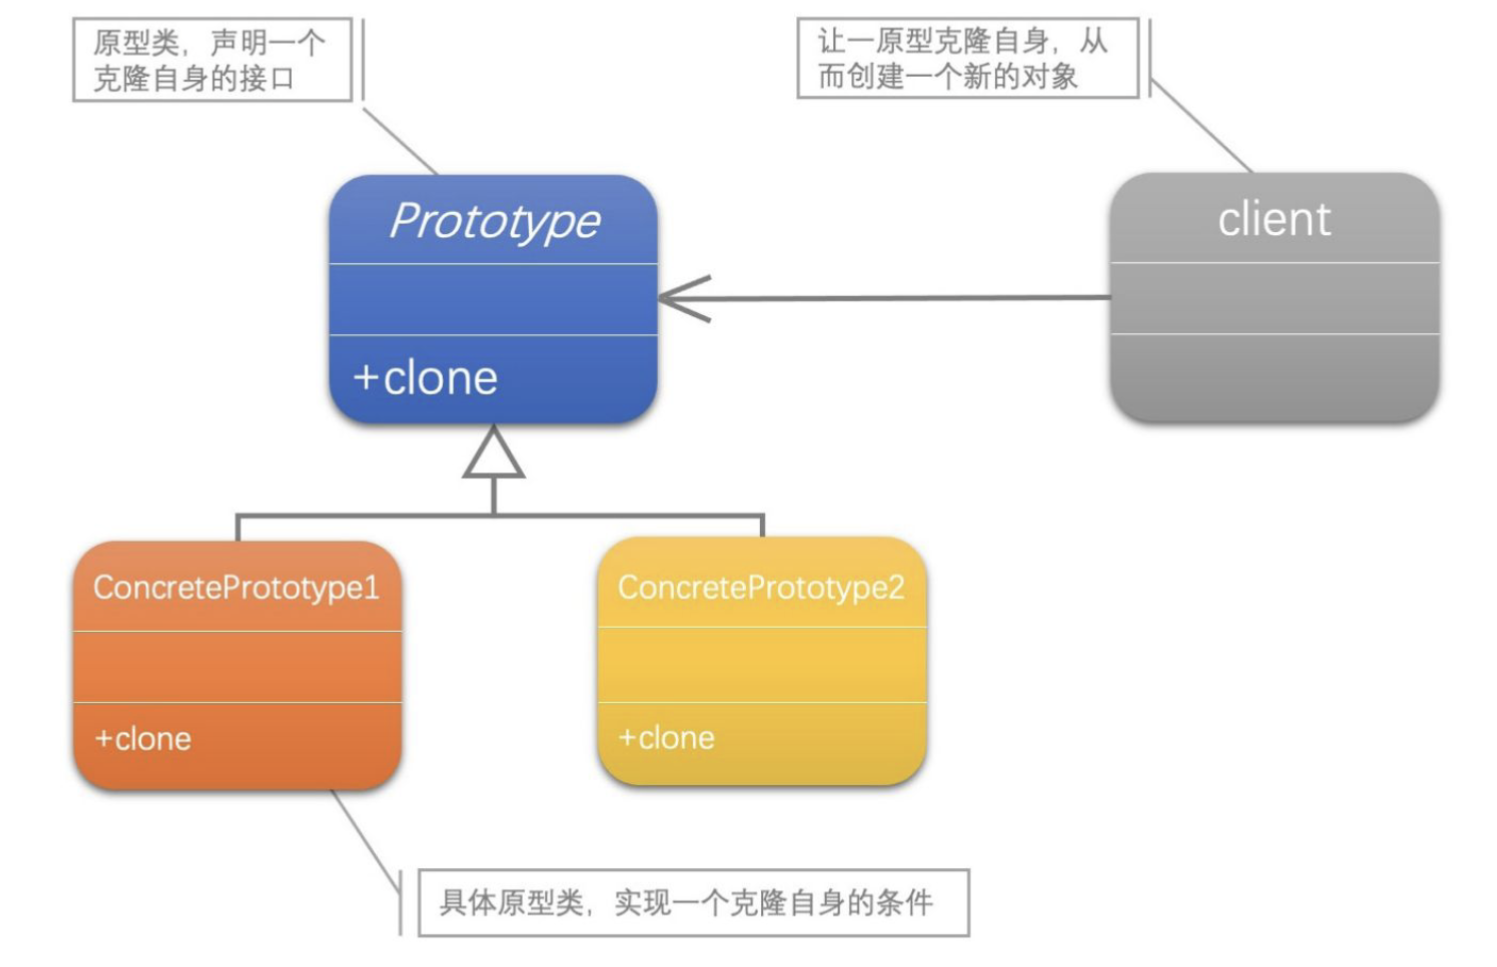 原型类，声明一个
克隆自身的接口
让一原型克隆自身，从
而创建一个新的对象
Prototype
+clone
client
ConcretePrototype1
+clone
ConcretePrototype2
+clone
具体原型类，实现一个克隆自身的条件